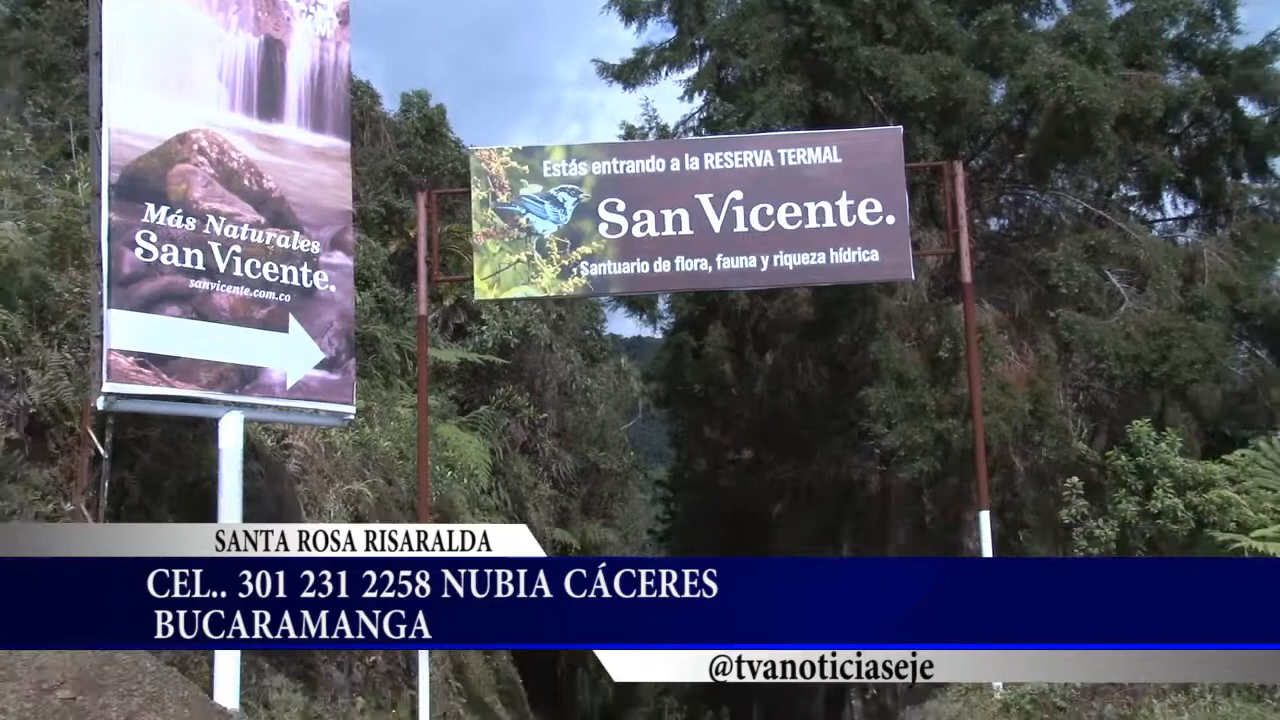 Más Naturales
San Vicente.
sanvicente.com.co
Estás entrando a la RESERVA TERMAL
San Vicente.
Santuario de flora, fauna y riqueza hídrica
SANTA ROSA RISARALDA
CEL.. 301 231 2258 NUBIA CÁCERES
BUCARAMANGA
@tvanoticiaseje